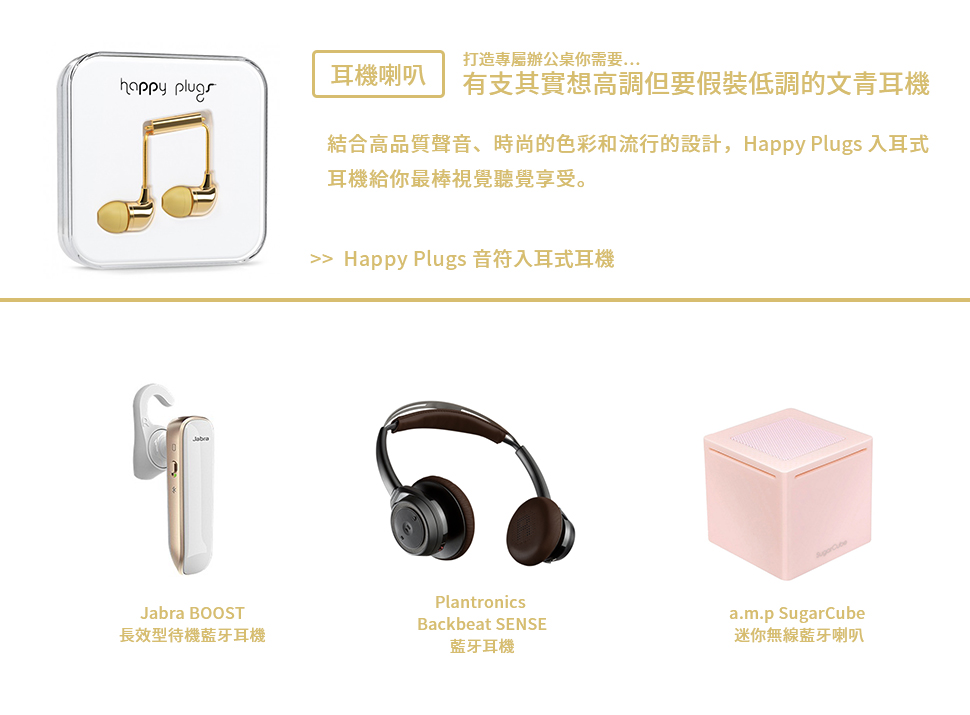 happy plugs
耳機喇叭
打造專屬辦公桌你需要...
有支其實想高調但要假裝低調的文青耳機
結合高品質聲音、時尚的色彩和流行的設計，Happy Plugs 入耳式
耳機給你最棒視覺聽覺享受。
>> Happy Plugs 音符入耳式耳機
Jabra
SugarCube
Jabra BOOST
長效型待機藍牙耳機
Plantronics
Backbeat SENSE
藍牙耳機
a.m.p SugarCube
迷你無線藍牙喇叭